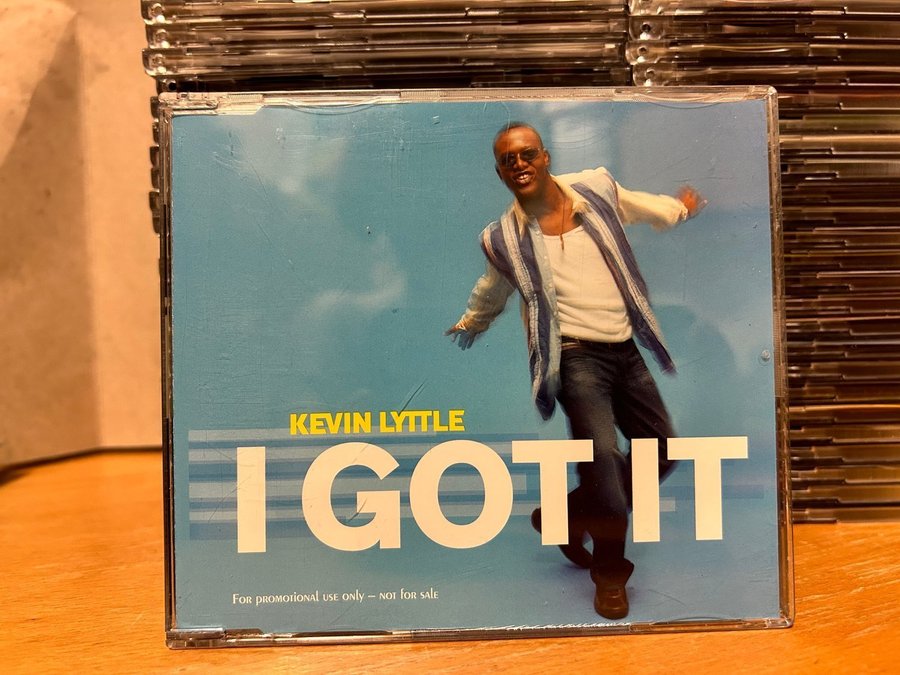 KEVIN LYTTLE
I GOT IT
For promotional use only – not for sale